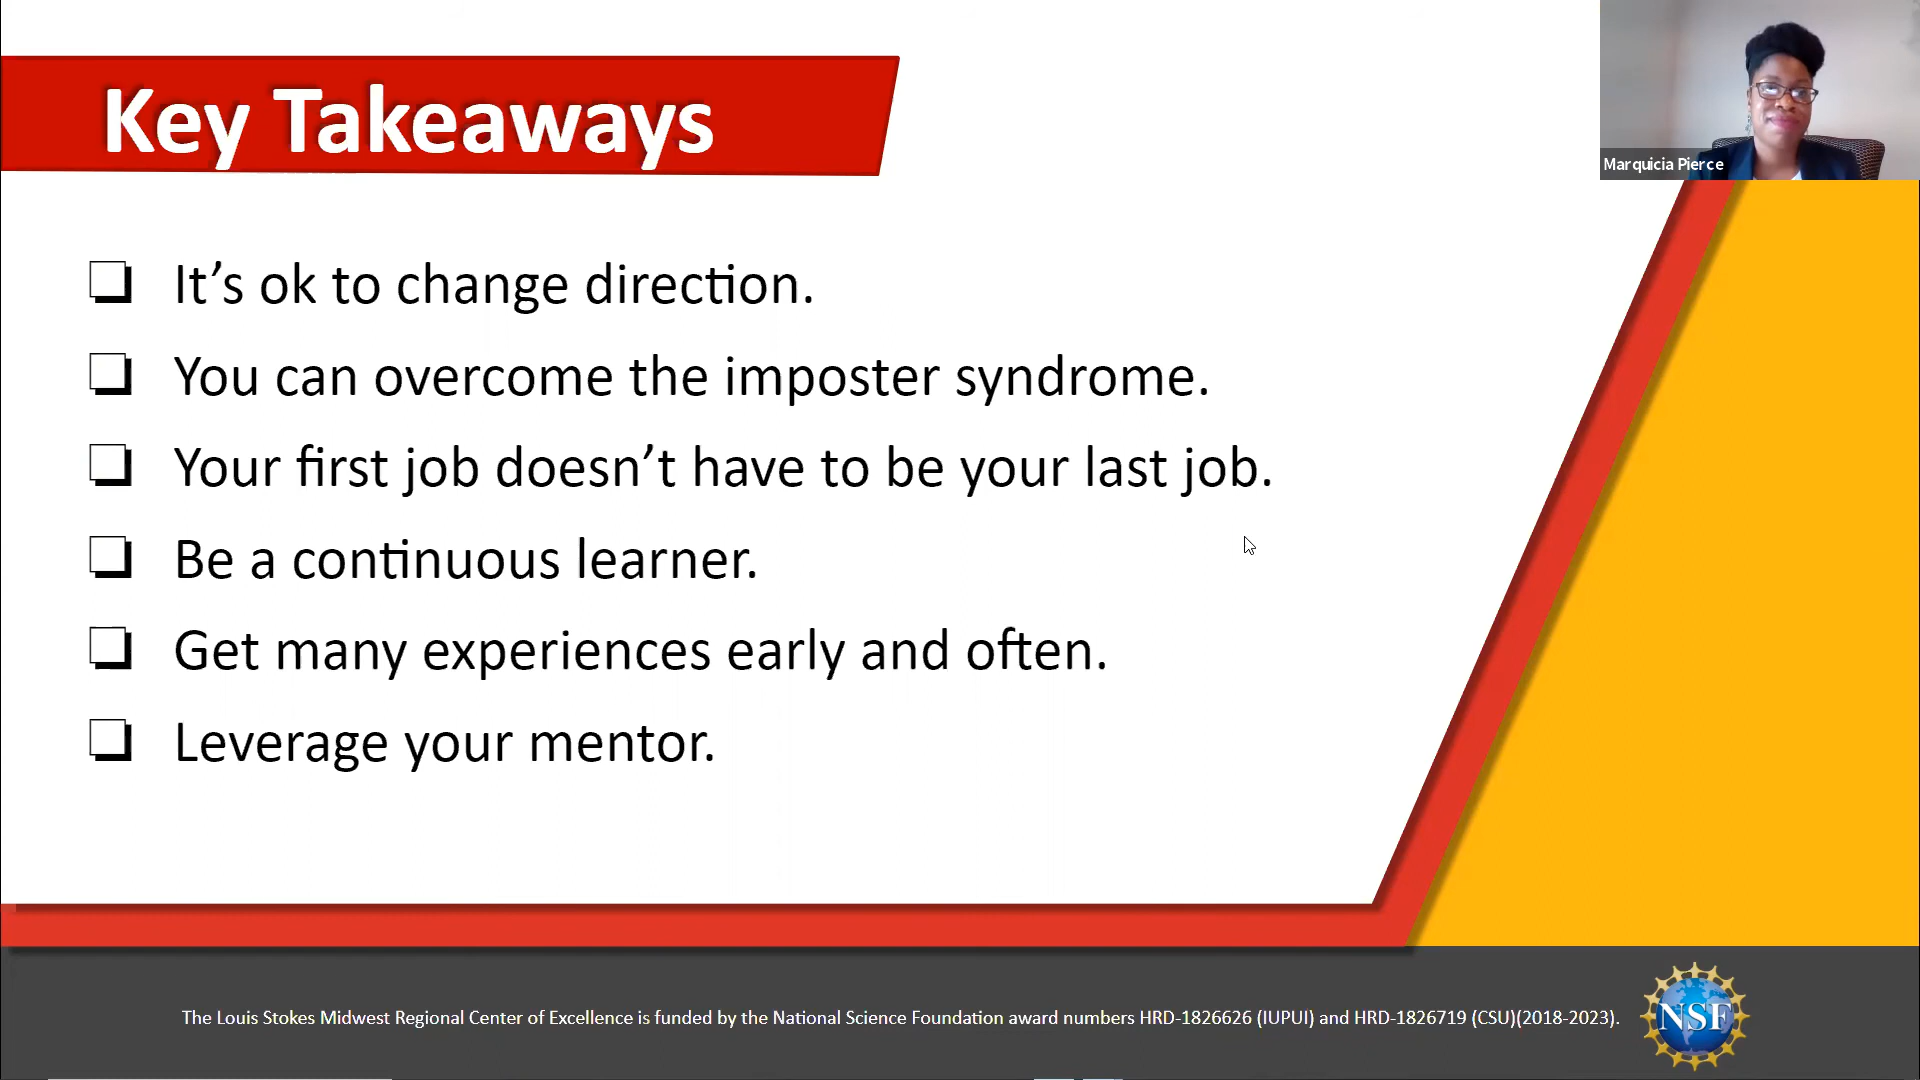 Key Takeaways
Marquicia Pierce
It’s ok to change direction.
You can overcome the imposter syndrome.
Your first job doesn’t have to be your last job.
Be a continuous learner.
Get many experiences early and often.
Leverage your mentor.
The Louis Stokes Midwest Regional Center of Excellence is funded by the National Science Foundation award numbers HRD-1826626 (IUPUI) and HRD-1826719 (CSU)(2018-2023).
NSF